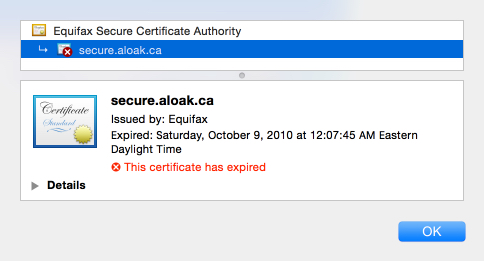 Equifax Secure Certificate Authority
secure.aloak.ca
Certificate
Standard
secure.aloak.ca
Issued by: Equifax
Expired: Saturday, October 9, 2010 at 12:07:45 AM Eastern
Daylight Time
This certificate has expired
Details
OK